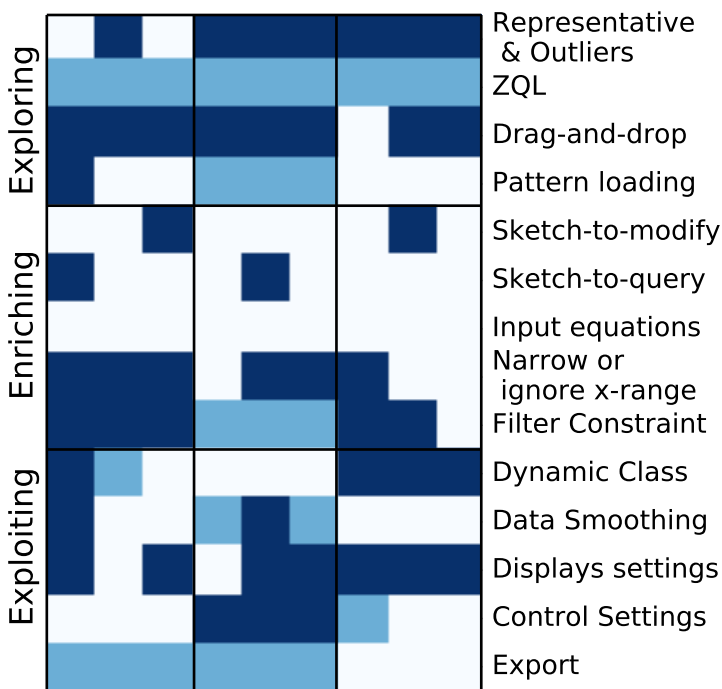 Exploring
Representative
& Outliers
ZQL
Drag-and-drop
Pattern loading
Enriching
Sketch-to-modify
Sketch-to-query
Input equations
Narrow or
ignore x-range
Filter Constraint
Exploiting
Dynamic Class
Data Smoothing
Displays settings
Control Settings
Export